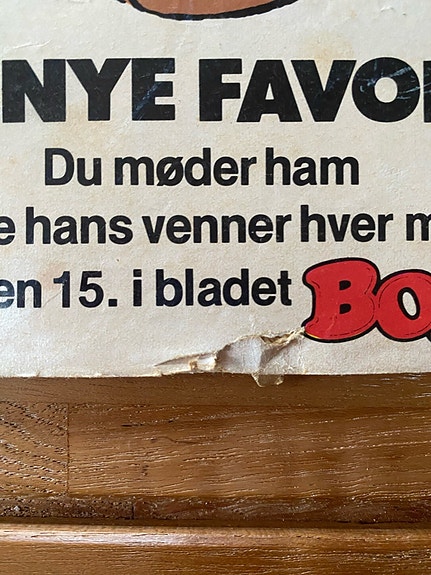 NYE FAVO
Du møder ham
e hans venner hver m
en 15. i bladet BO